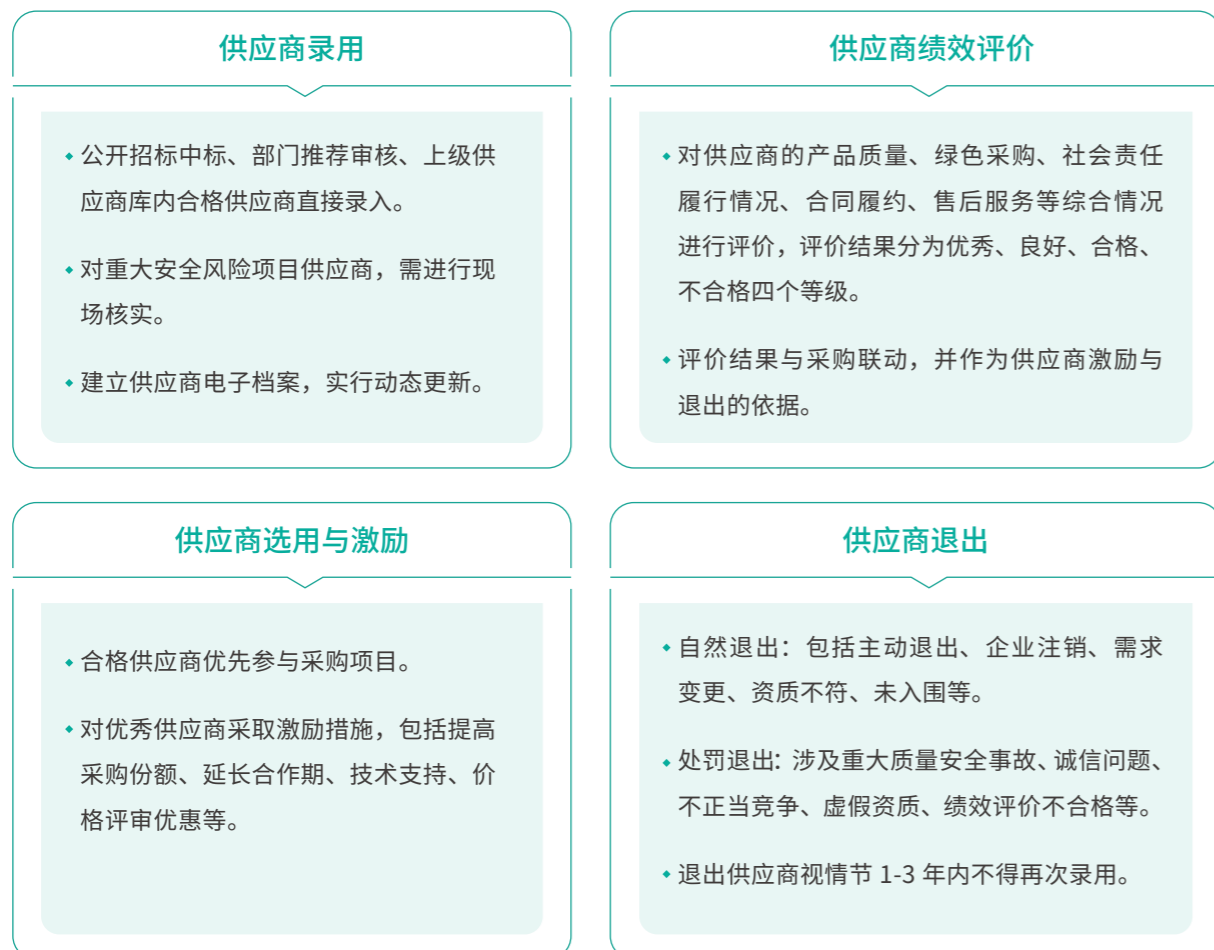 供应商录用
公开招标中标、部门推荐审核、上级供
应商库内合格供应商直接录入。
对重大安全风险项目供应商，需进行现
场核实。
建立供应商电子档案，实行动态更新。
供应商绩效评价
对供应商的产品质量、绿色采购、社会责任
履行情况、合同履约、售后服务等综合情况
进行评价，评价结果分为优秀、良好、合格、
不合格四个等级。
评价结果与采购联动，并作为供应商激励与
退出的依据。
供应商选用与激励
合格供应商优先参与采购项目。
对优秀供应商采取激励措施，包括提高
采购份额、延长合作期、技术支持、价
格评审优惠等。
供应商退出
自然退出：包括主动退出、企业注销、需求
变更、资质不符、未入围等。
处罚退出：涉及重大质量安全事故、诚信问题、
不正当竞争、虚假资质、绩效评价不合格等。
退出供应商视情节 1-3 年内不得再次录用。